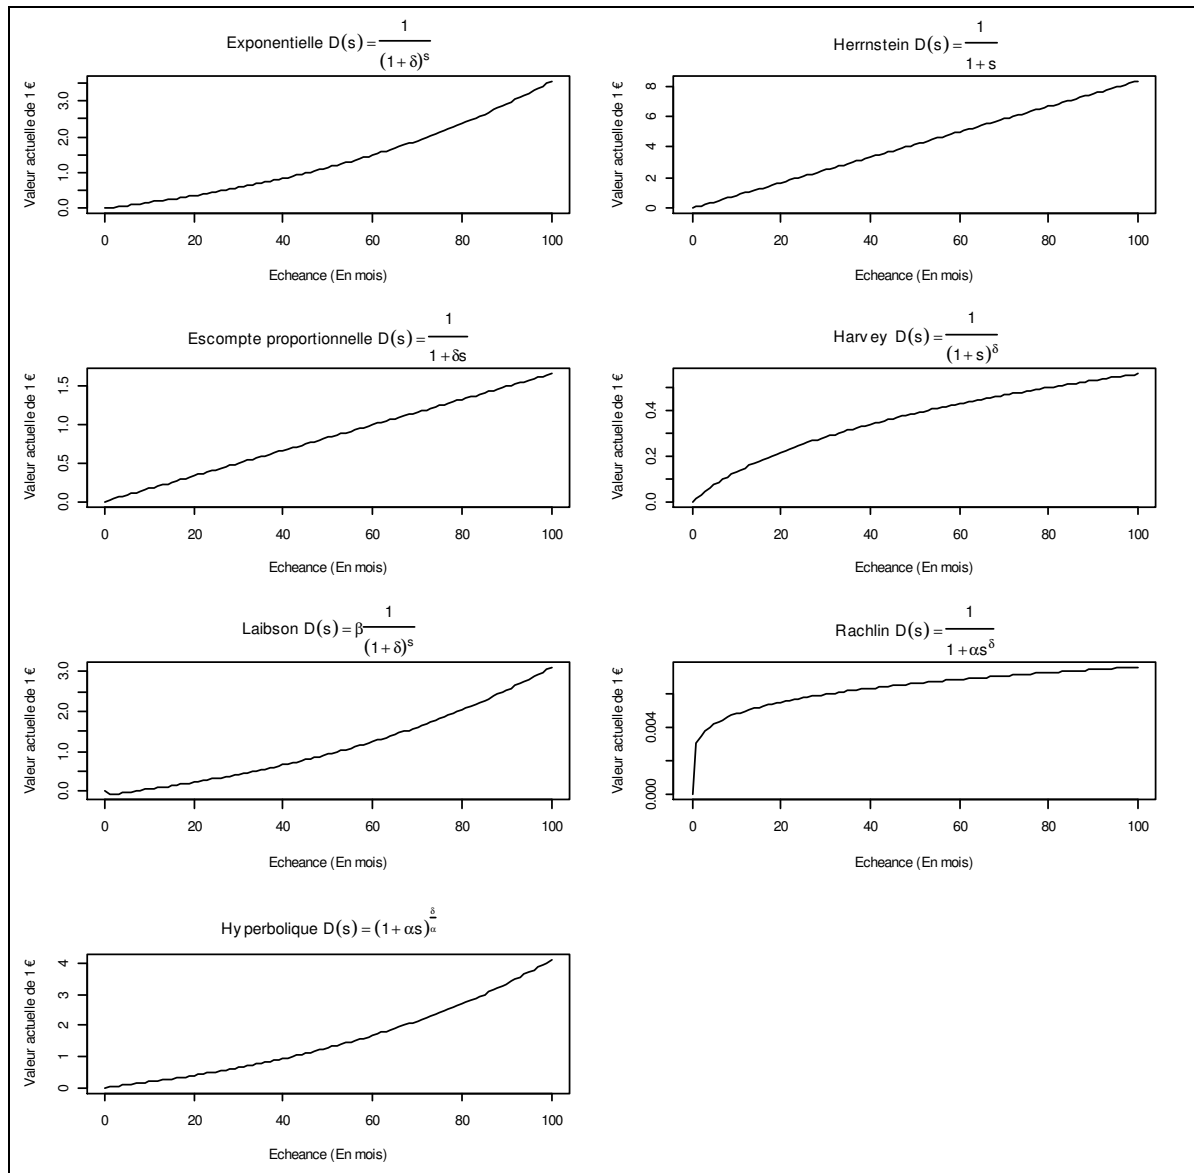 Exponentielle D(s) = 1/(1 + δ)^s
Valeur actuelle de 1 €
0.0 1.0 2.0 3.0
0 20 40 60 80 100
Echeance (En mois)
Herrnstein D(s) = 1/(1 + s)
Valeur actuelle de 1 €
0 2 4 6 8
0 20 40 60 80 100
Echeance (En mois)
Escompte proportionnelle D(s) = 1/(1 + δs)
Valeur actuelle de 1 €
0.0 0.5 1.0 1.5
0 20 40 60 80 100
Echeance (En mois)
Harvey D(s) = 1/(1 + s)^δ
Valeur actuelle de 1 €
0.0 0.2 0.4
0 20 40 60 80 100
Echeance (En mois)
Laibson D(s) = β 1/(1 + δ)^s
Valeur actuelle de 1 €
0.0 1.0 2.0 3.0
0 20 40 60 80 100
Echeance (En mois)
Rachlin D(s) = 1/(1 + αs^δ)
Valeur actuelle de 1 €
0.000 0.004
0 20 40 60 80 100
Echeance (En mois)
Hyperbolique D(s) = (1 + αs)^(δ/α)
Valeur actuelle de 1 €
0 1 2 3 4
0 20 40 60 80 100
Echeance (En mois)